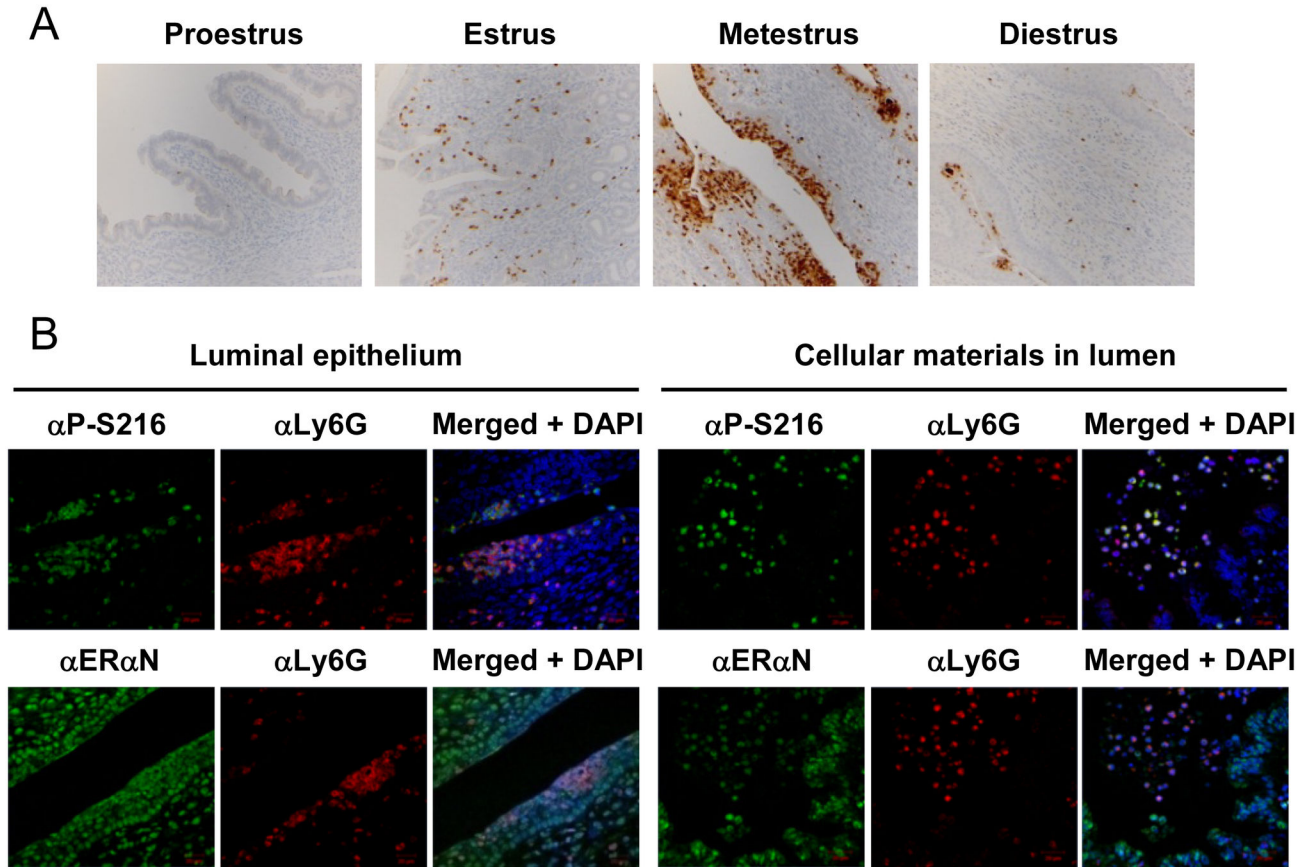 A
Proestrus Estrus Metestrus Diestrus
B
Luminal epithelium Cellular materials in lumen
αP-S216 αLy6G Merged + DAPI αP-S216 αLy6G Merged + DAPI
αERαN αLy6G Merged + DAPI αERαN αLy6G Merged + DAPI